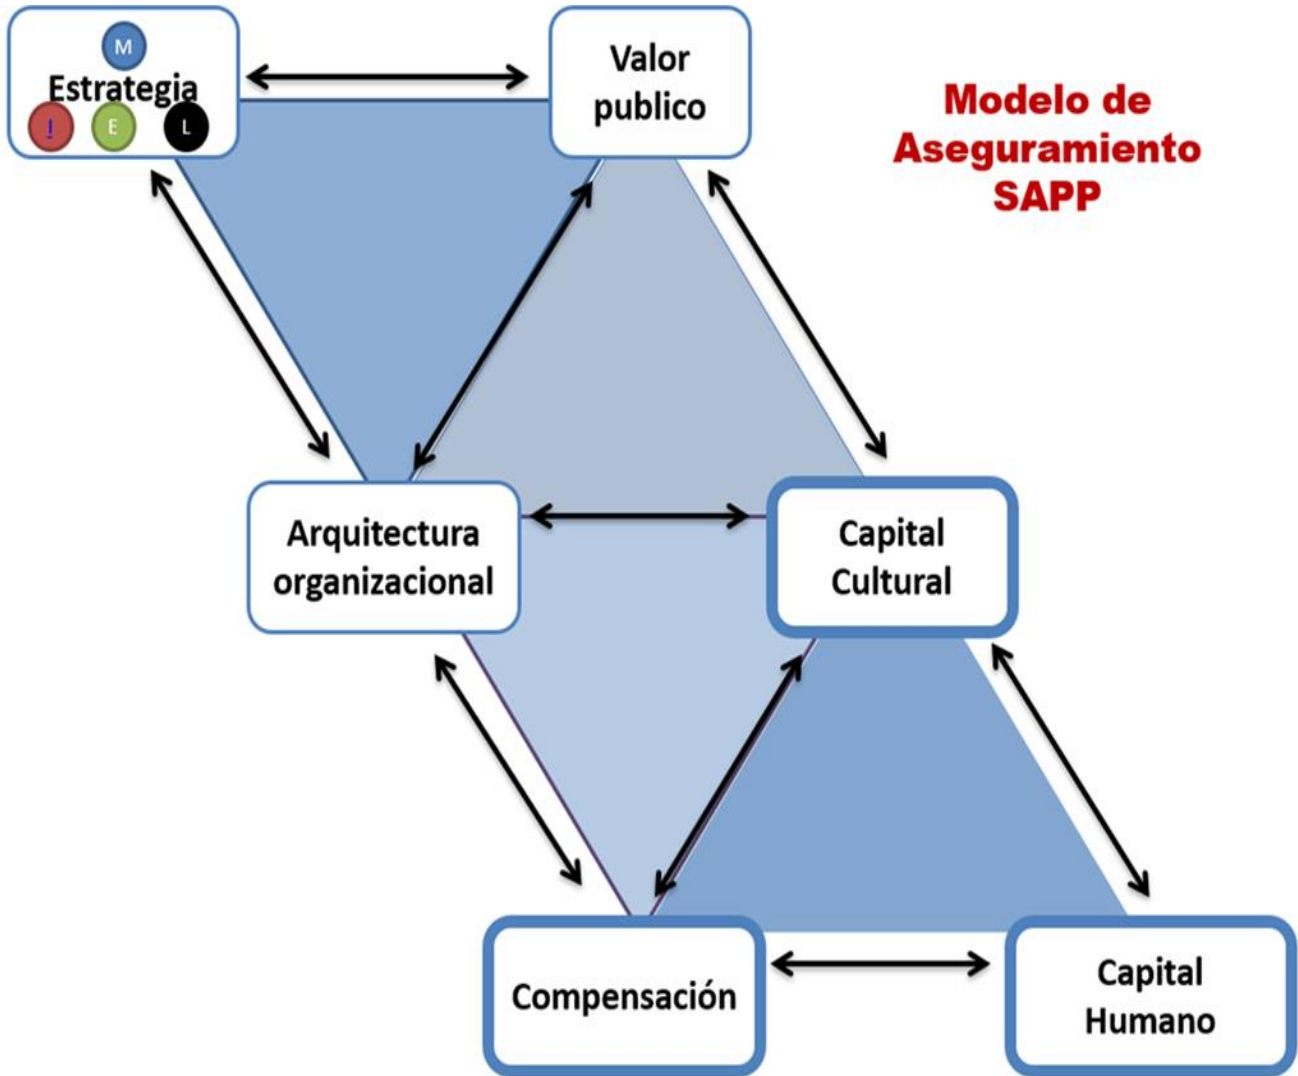 M
Estrategia
I E L
Valor
publico
Modelo de
Aseguramiento
SAPP
Arquitectura
organizacional
Capital
Cultural
Compensación
Capital
Humano